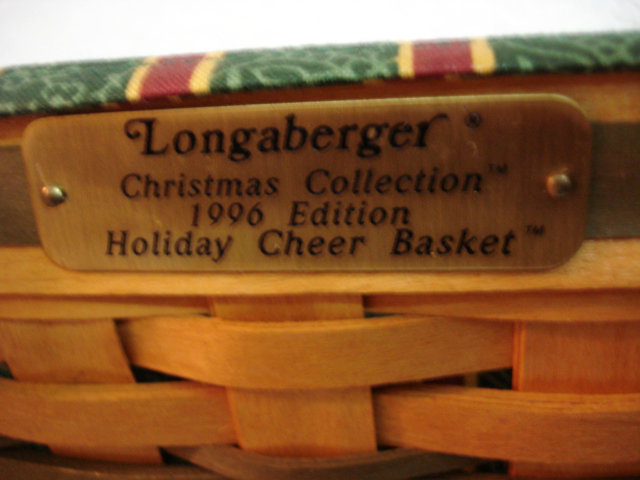 Longaberger ®
Christmas Collection™
1996 Edition
Holiday Cheer Basket™